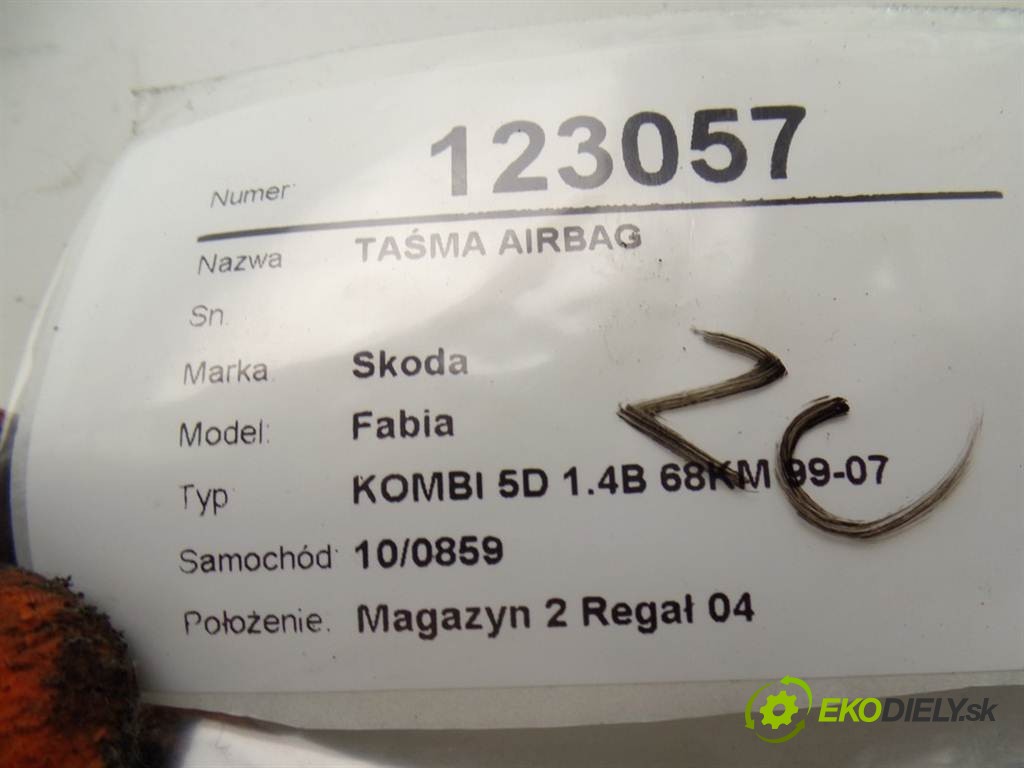 Numer: 123057
Nazwa TAŚMA AIRBAG
Sn.
Marka Skoda
Model: Fabia
Typ KOMBI 5D 1.4B 68KM 99-07
Samochód: 10/0859
Położenie. Magazyn 2 Regał 04
EKODIELY.sk